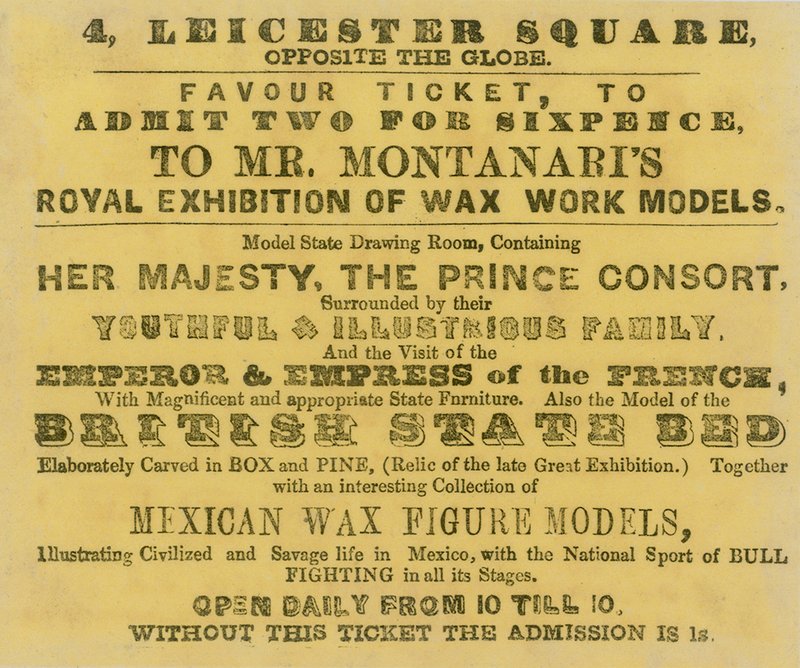 4, LEICESTER SQUARE,
OPPOSITE THE GLOBE.
FAVOUR TICKET, TO
ADMIT TWO FOR SIXPENCE,
TO MR. MONTANARI'S
ROYAL EXHIBITION OF WAX WORK MODELS.
Model State Drawing Room, Containing
HER MAJESTY, THE PRINCE CONSORT,
Surrounded by their
YOUTHFUL & ILLUSTRIOUS FAMILY,
And the Visit of the
EMPEROR & EMPRESS of the FRENCH,
With Magnificent and appropriate State Fnrniture. Also the Model of the
BRITISH STATE BED
Elaborately Carved in BOX and PINE, (Relic of the late Great Exhibition.) Together
with an interesting Collection of
MEXICAN WAX FIGURE MODELS,
Illustrating Civilized and Savage life in Mexico, with the National Sport of BULL
FIGHTING in all its Stages.
OPEN DAILY FROM 10 TILL 10,
WITHOUT THIS TICKET THE ADMISSION IS 1s.